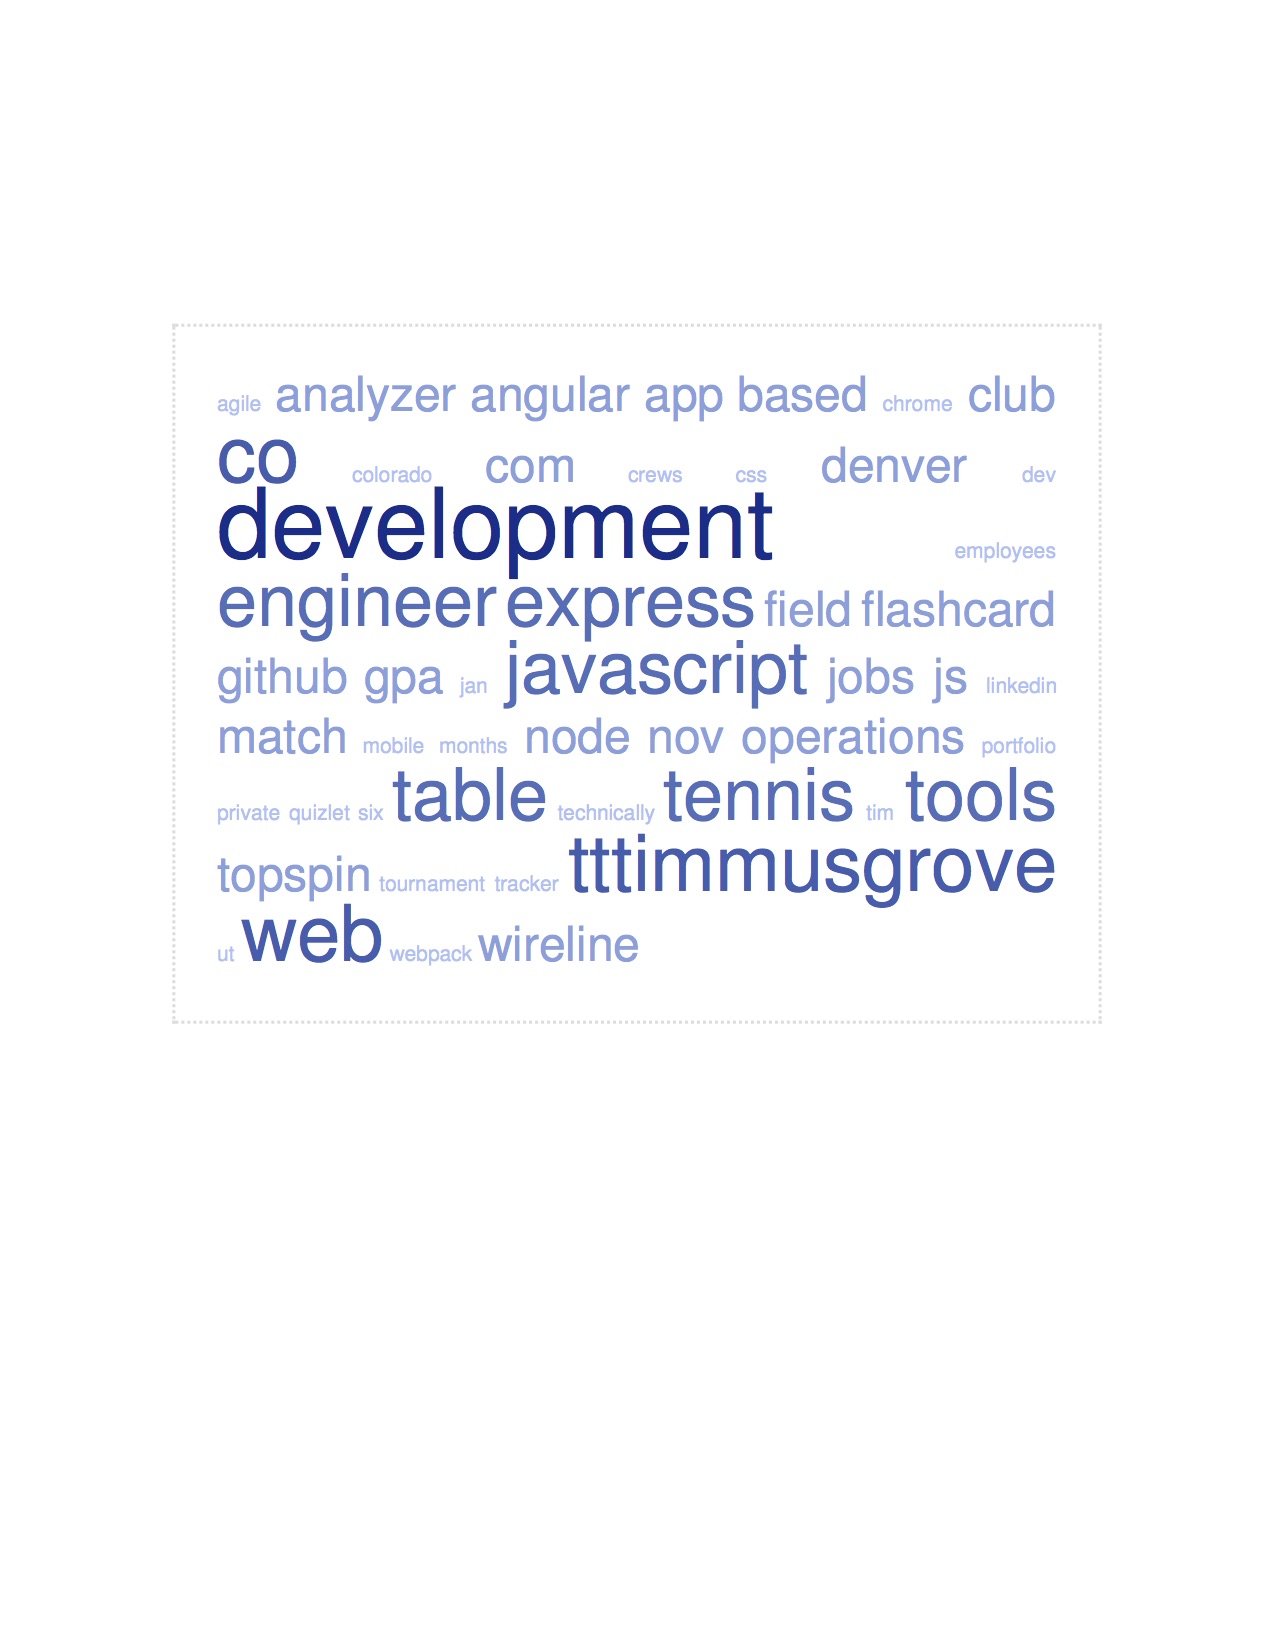 agile analyzer angular app based chrome club
co colorado com crews css denver dev
development employees
engineer express field flashcard
github gpa jan javascript jobs js linkedin
match mobile months node nov operations portfolio
private quizlet six table technically tennis tim tools
topspin tournament tracker tttimmusgrove
ut web webpack wireline